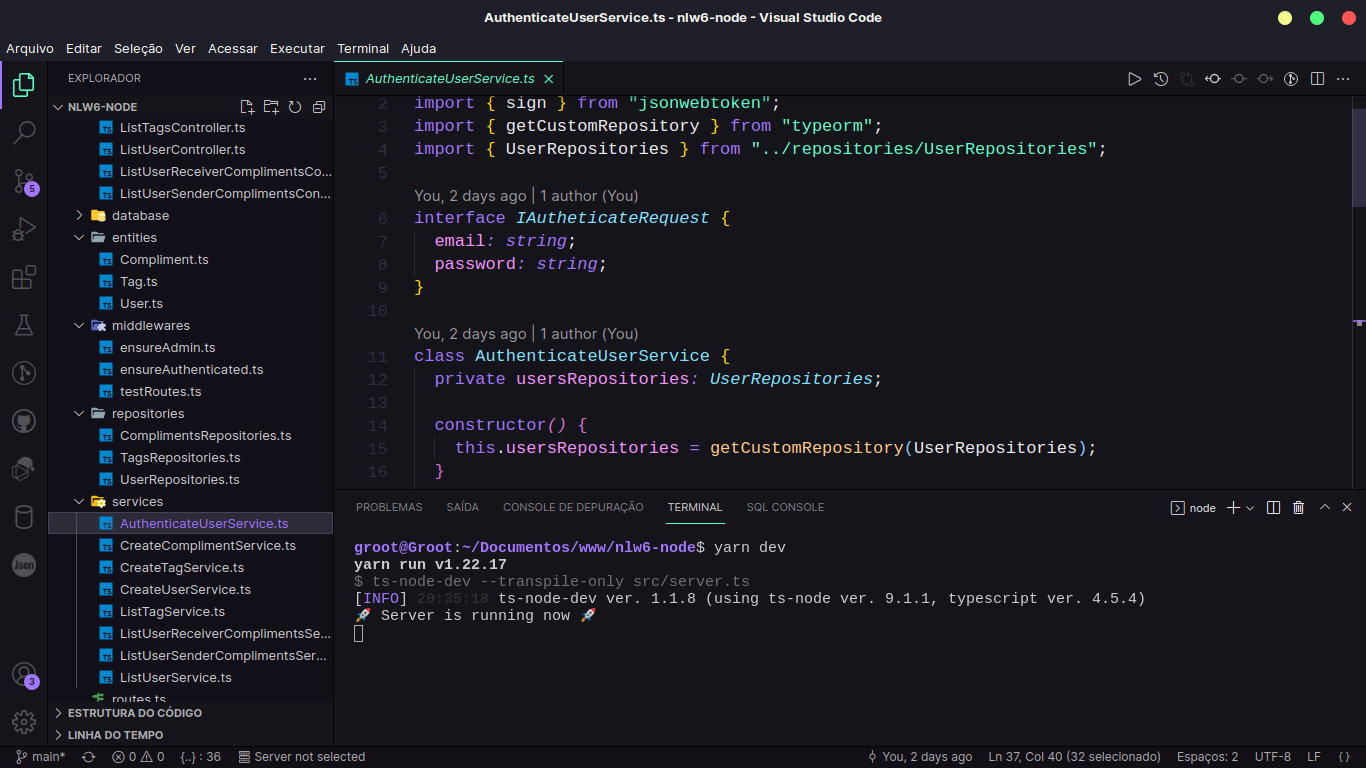 AuthenticateUserService.ts - nlw6-node - Visual Studio Code
Arquivo Editar Seleção Ver Acessar Executar Terminal Ajuda
EXPLORADOR
NLW6-NODE
ListTagsController.ts
ListUserController.ts
ListUserReceiverComplimentsCo...
ListUserSenderComplimentsCon...
database
entities
Compliment.ts
Tag.ts
User.ts
middlewares
ensureAdmin.ts
ensureAuthenticated.ts
testRoutes.ts
repositories
ComplimentsRepositories.ts
TagsRepositories.ts
UserRepositories.ts
services
AuthenticateUserService.ts
CreateComplimentService.ts
CreateTagService.ts
CreateUserService.ts
ListTagService.ts
ListUserReceiverComplimentsSe...
ListUserSenderComplimentsSer...
ListUserService.ts
routes.ts
ESTRUTURA DO CÓDIGO
LINHA DO TEMPO
5
Json
3
AuthenticateUserService.ts
2 import { sign } from "jsonwebtoken";
3 import { getCustomRepository } from "typeorm";
4 import { UserRepositories } from "../repositories/UserRepositories";
5
You, 2 days ago | 1 author (You)
6 interface IAutheticateRequest {
7 email: string;
8 password: string;
9 }
10
You, 2 days ago | 1 author (You)
11 class AuthenticateUserService {
12 private usersRepositories: UserRepositories;
13
14 constructor() {
15 this.usersRepositories = getCustomRepository(UserRepositories);
16 }
PROBLEMAS SAÍDA CONSOLE DE DEPURAÇÃO TERMINAL SQL CONSOLE
node
groot@Groot:~/Documentos/www/nlw6-node$ yarn dev
yarn run v1.22.17
$ ts-node-dev --transpile-only src/server.ts
[INFO] 20:35:18 ts-node-dev ver. 1.1.8 (using ts-node ver. 9.1.1, typescript ver. 4.5.4)
🚀 Server is running now 🚀
main* 0 0 {..} : 36 Server not selected You, 2 days ago Ln 37, Col 40 (32 selecionado) Espaços: 2 UTF-8 LF { }